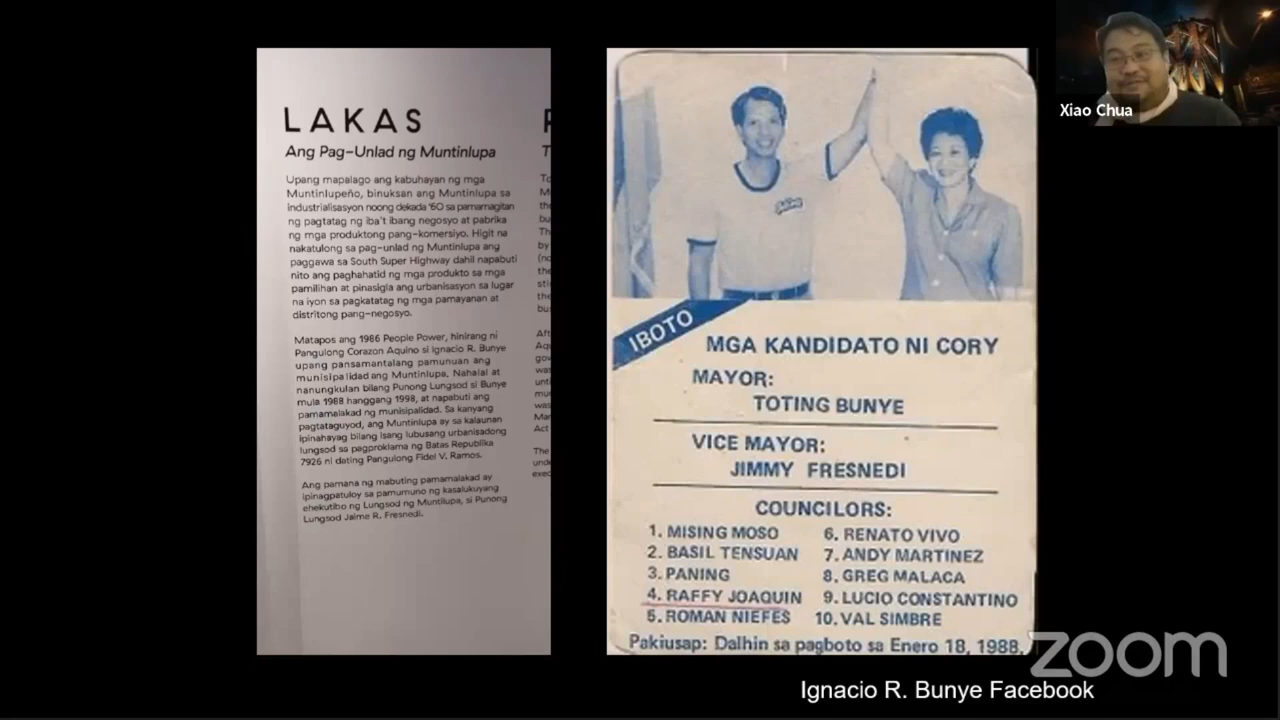 LAKAS
Ang Pag-Unlad ng Muntinlupa
Upang mapalago ang kabuhayan ng mga
Muntinlupeño, binuksan ang Muntinlupa sa
industrialisasyon noong dekada '60 sa pamamagitan
ng pagtatag ng iba't ibang negosyo at pabrika
ng mga produktong pang-komersiyo. Higit na
nakatulong sa pag-unlad ng Muntinlupa ang
paggawa sa South Super Highway dahil napabuti
nito ang paghahatid ng mga produkto sa mga
pamilihan at pinasigla ang urbanisasyon sa lugar
na iyon sa pagkatatag ng mga pamayanan at
distritong pang-negosyo.
Matapos ang 1986 People Power, hinirang ni
Pangulong Corazon Aquino si Ignacio R. Bunye
upang pansamantalang pamunuan ang
munisipalidad ang Muntinlupa. Nahalal at
nanungkulan bilang Punong Lungsod si Bunye
mula 1988 hanggang 1998, at napabuti ang
pamamalakad ng munisipalidad. Sa kanyang
pagtataguyod, ang Muntinlupa ay sa kalaunan
ipinahayag bilang isang lubusang urbanisadong
lungsod sa pagproklama ng Batas Republika
7926 ni dating Pangulong Fidel V. Ramos.
Ang pamana ng mabuting pamamalakad ay
ipinagpatuloy sa pamumuno ng kasalukuyang
ehekutibo ng Lungsod ng Muntilupa, si Punong
Lungsod Jaime R. Fresnedi.
IBOTO
MGA KANDIDATO NI CORY
MAYOR:
TOTING BUNYE
VICE MAYOR:
JIMMY FRESNEDI
COUNCILORS:
1. MISING MOSO
2. BASIL TENSUAN
3. PANING
4. RAFFY JOAQUIN
5. ROMAN NIEFES
6. RENATO VIVO
7. ANDY MARTINEZ
8. GREG MALACA
9. LUCIO CONSTANTINO
10. VAL SIMBRE
Pakiusap: Dalhin sa pagboto sa Enero 18, 1988.
Ignacio R. Bunye Facebook
Xiao Chua
zoom